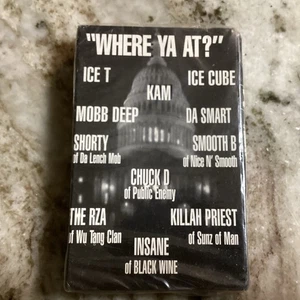 "WHERE YA AT?"
ICE T ICE CUBE
KAM
MOBB DEEP DA SMART
SHORTY SMOOTH B
of Da Lench Mob of Nice N' Smooth
CHUCK D
of Public Enemy
THE RZA KILLAH PRIEST
of Wu Tang Clan of Sunz of Man
INSANE
of BLACK WINE